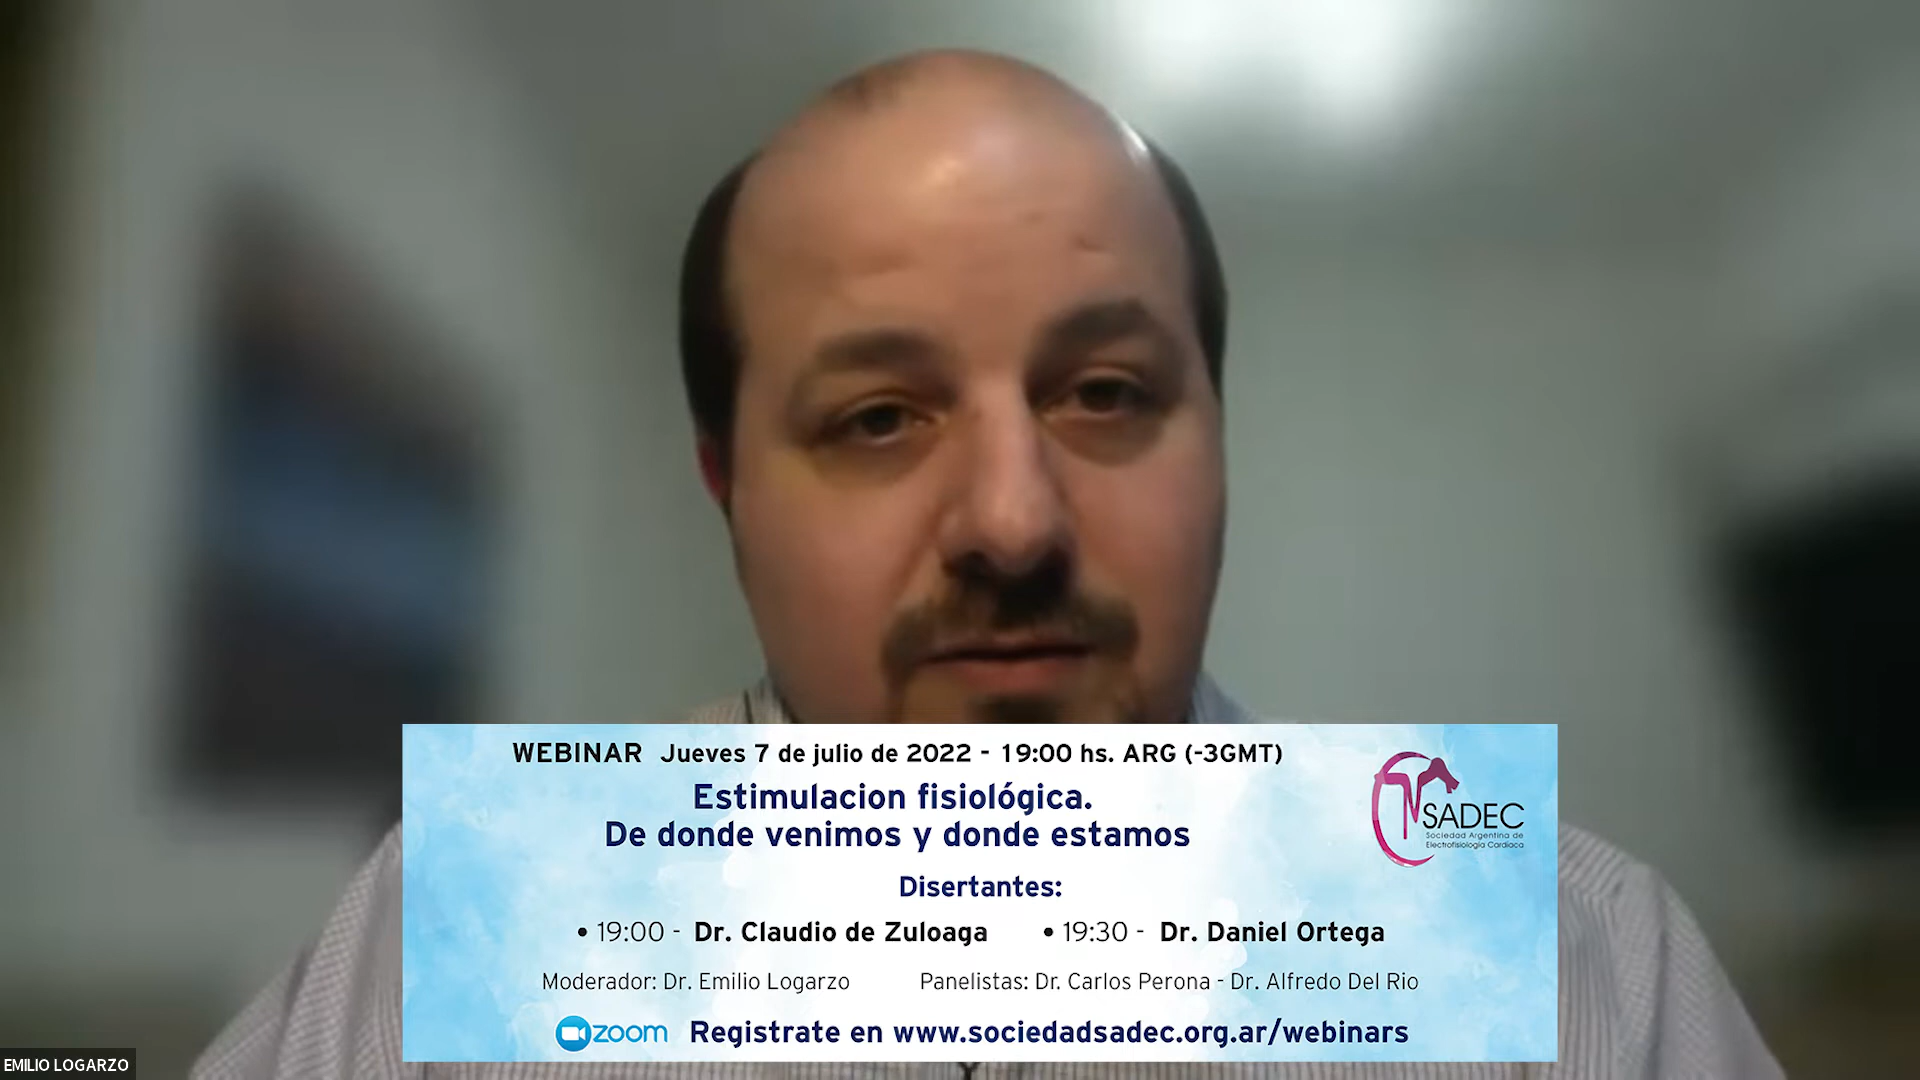 WEBINAR Jueves 7 de julio de 2022 - 19:00 hs. ARG (-3GMT)
Estimulacion fisiológica.
De donde venimos y donde estamos
SADEC
Sociedad Argentina de
Electrofisiología Cardíaca
Disertantes:
• 19:00 - Dr. Claudio de Zuloaga • 19:30 - Dr. Daniel Ortega
Moderador: Dr. Emilio Logarzo Panelistas: Dr. Carlos Perona - Dr. Alfredo Del Rio
zoom Registrate en www.sociedadsadec.org.ar/webinars
EMILIO LOGARZO